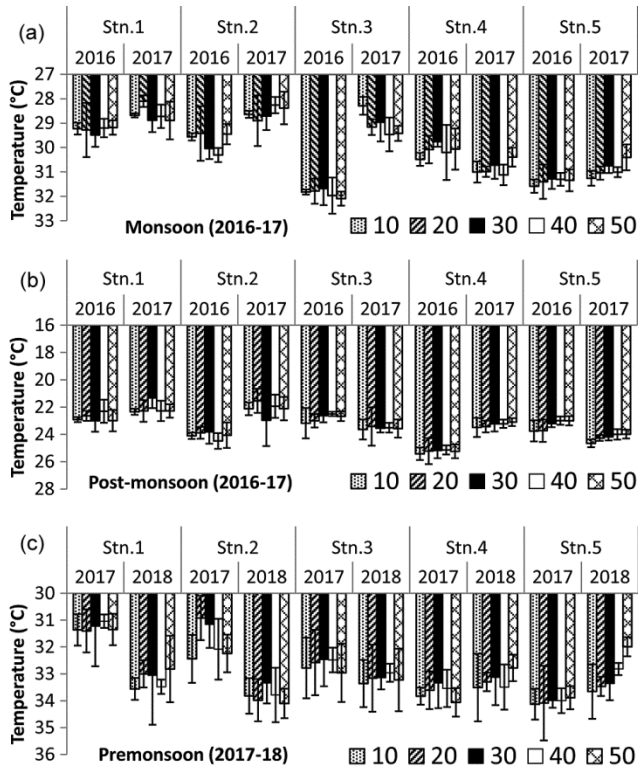 (a) Stn.1 Stn.2 Stn.3 Stn.4 Stn.5
2016 2017 2016 2017 2016 2017 2016 2017 2016 2017
Temperature (°C)
27
28
29
30
31
32
33
Monsoon (2016-17) 10 20 30 40 50
(b) Stn.1 Stn.2 Stn.3 Stn.4 Stn.5
2016 2017 2016 2017 2016 2017 2016 2017 2016 2017
Temperature (°C)
16
18
20
22
24
26
28
Post-monsoon (2016-17) 10 20 30 40 50
(c) Stn.1 Stn.2 Stn.3 Stn.4 Stn.5
2017 2018 2017 2018 2017 2018 2017 2018 2017 2018
Temperature (°C)
30
31
32
33
34
35
36
Premonsoon (2017-18) 10 20 30 40 50